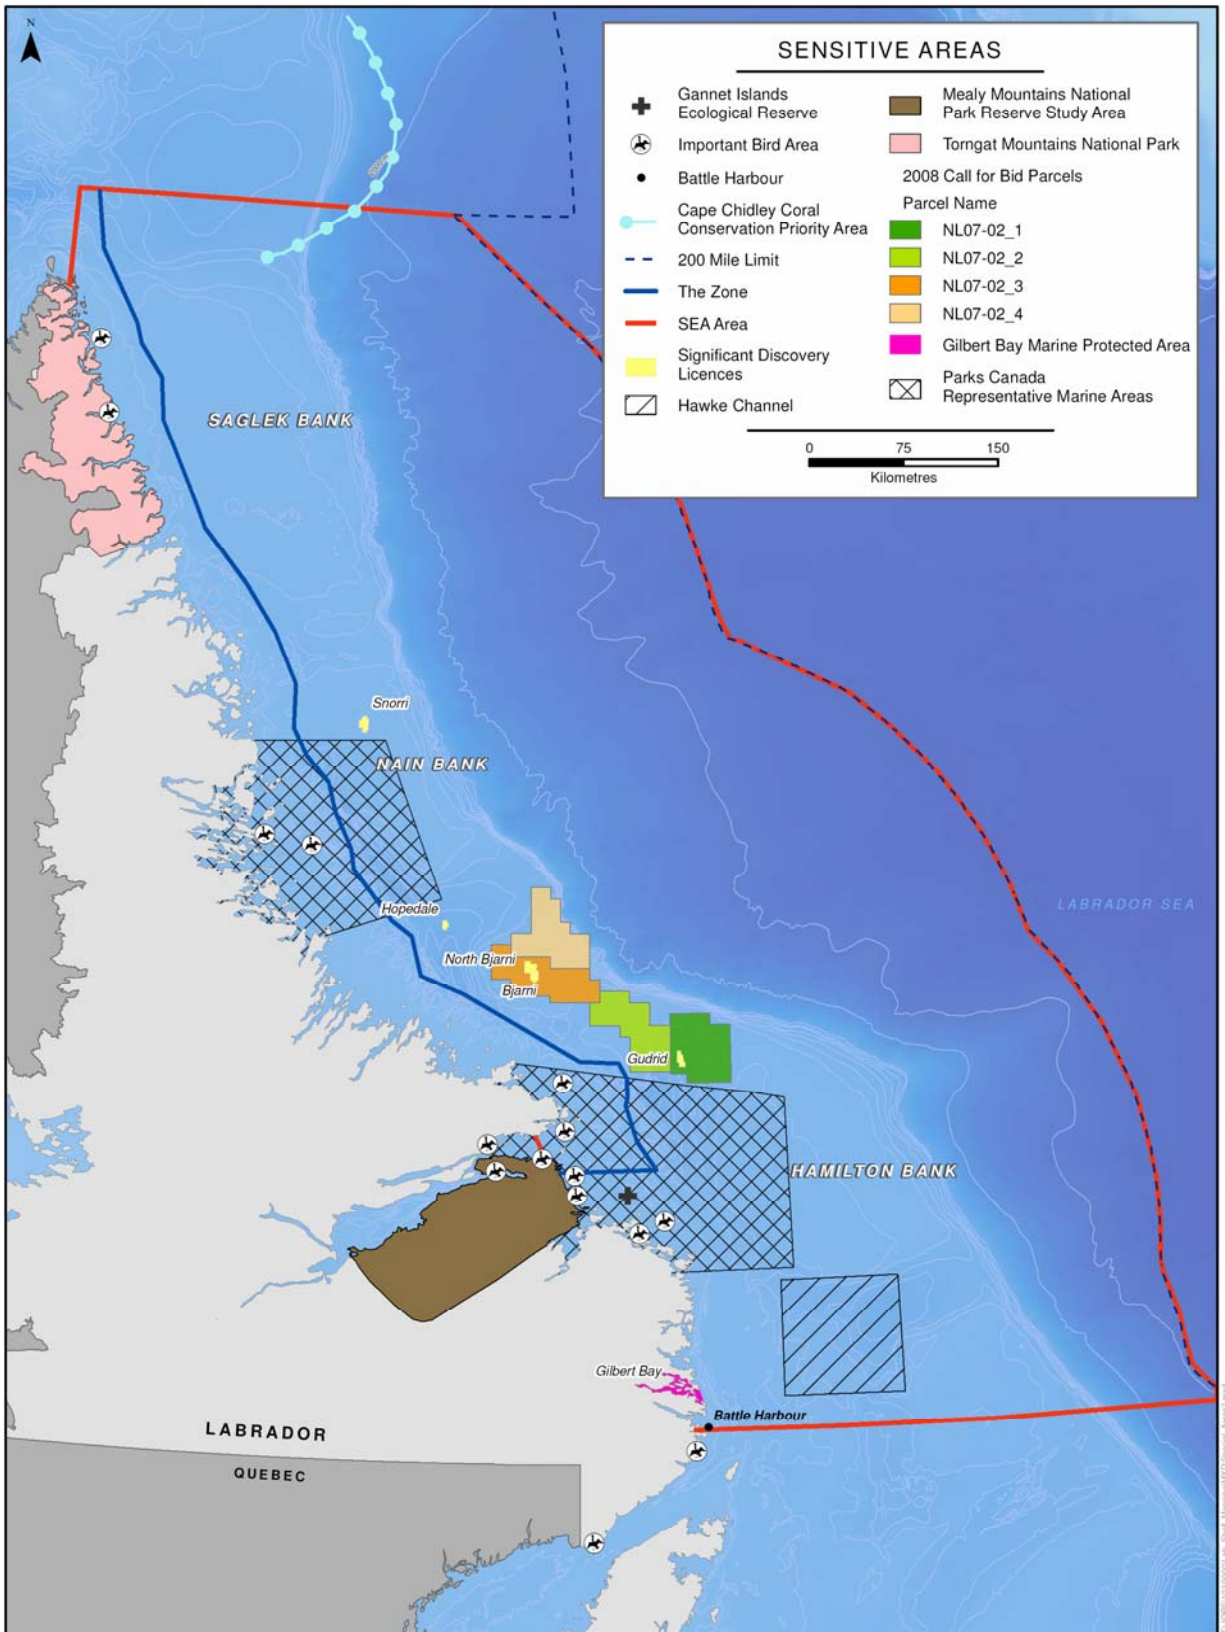 N
SENSITIVE AREAS
Gannet Islands
Ecological Reserve
Important Bird Area
Battle Harbour
Cape Chidley Coral
Conservation Priority Area
200 Mile Limit
The Zone
SEA Area
Significant Discovery
Licences
Hawke Channel
Mealy Mountains National
Park Reserve Study Area
Torngat Mountains National Park
2008 Call for Bid Parcels
Parcel Name
NL07-02_1
NL07-02_2
NL07-02_3
NL07-02_4
Gilbert Bay Marine Protected Area
Parks Canada
Representative Marine Areas
0 75 150
Kilometres
SAGLEK BANK
Snorri
NAIN BANK
Hopedale
LABRADOR SEA
North Bjarni
Bjarni
Gudrid
HAMILTON BANK
Gilbert Bay
Battle Harbour
LABRADOR
QUEBEC